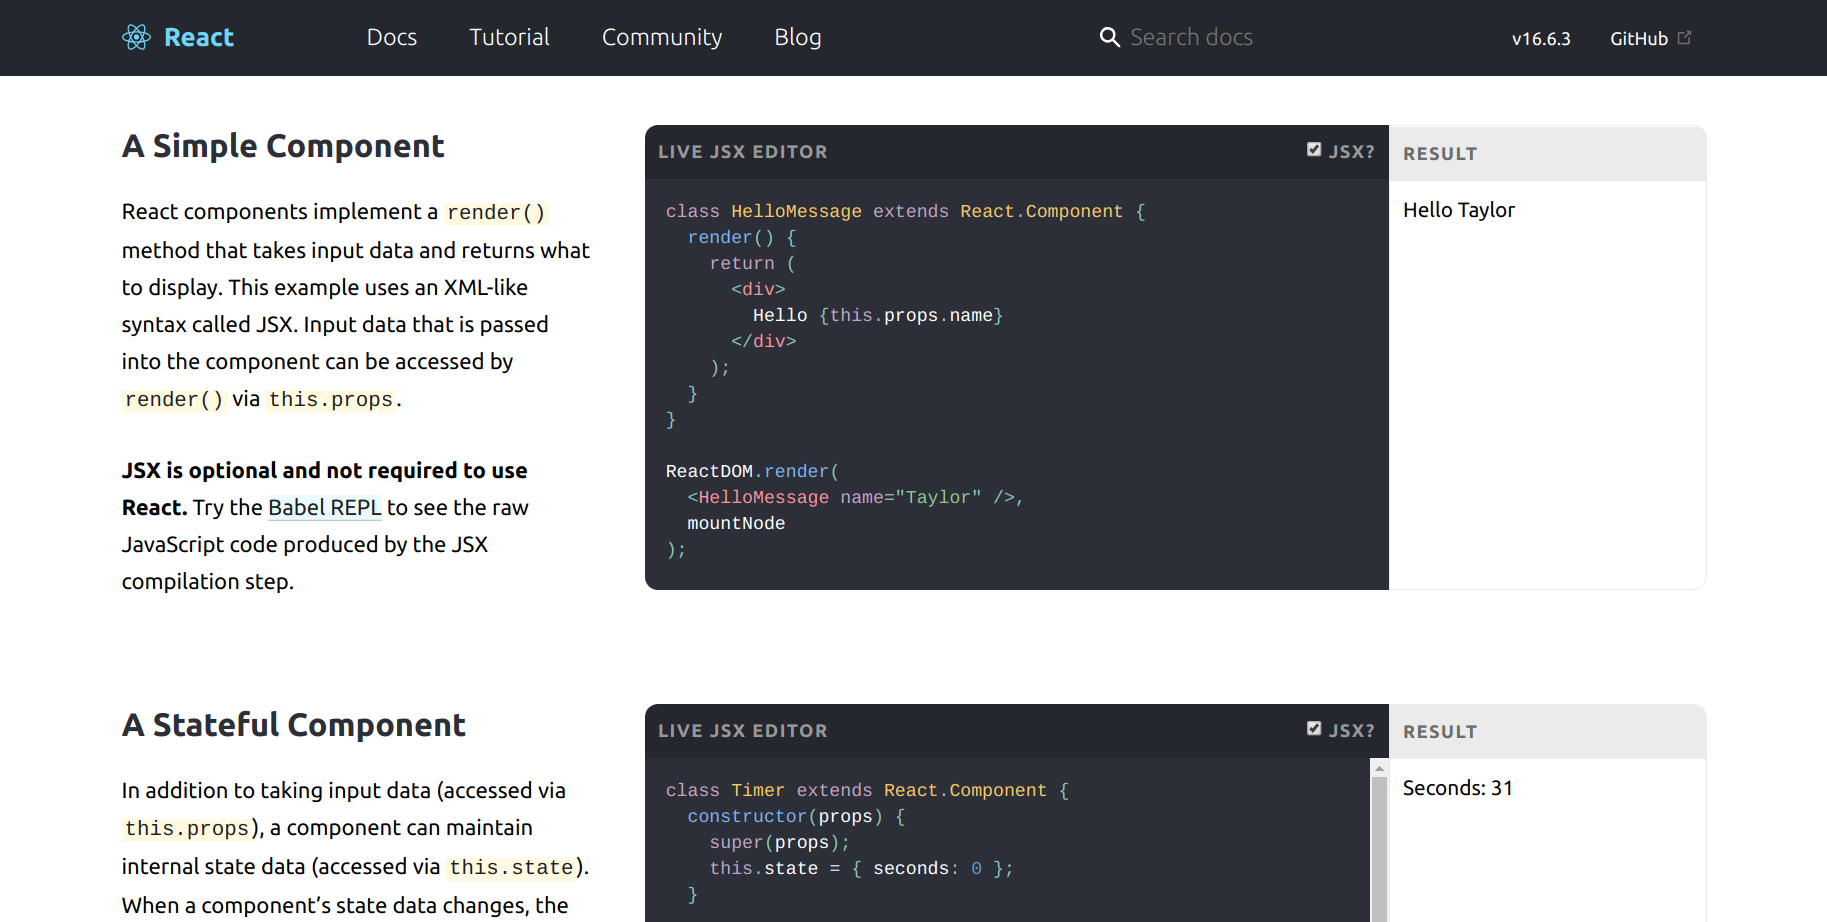 React
Docs
Tutorial
Community
Blog
Search docs
v16.6.3
GitHub
A Simple Component
React components implement a render()
method that takes input data and returns what
to display. This example uses an XML-like
syntax called JSX. Input data that is passed
into the component can be accessed by
render() via this.props.
JSX is optional and not required to use
React. Try the Babel REPL to see the raw
JavaScript code produced by the JSX
compilation step.
LIVE JSX EDITOR
JSX?
class HelloMessage extends React.Component {
  render() {
    return (
      <div>
        Hello {this.props.name}
      </div>
    );
  }
}
ReactDOM.render(
  <HelloMessage name="Taylor" />,
  mountNode
);
RESULT
Hello Taylor
A Stateful Component
In addition to taking input data (accessed via
this.props), a component can maintain
internal state data (accessed via this.state).
When a component’s state data changes, the
LIVE JSX EDITOR
JSX?
class Timer extends React.Component {
  constructor(props) {
    super(props);
    this.state = { seconds: 0 };
  }
RESULT
Seconds: 31